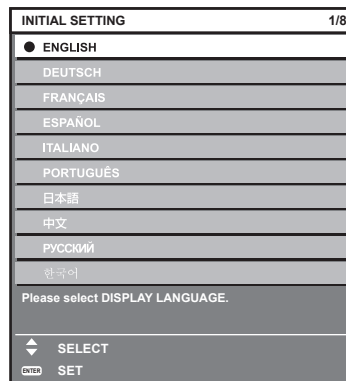 INITIAL SETTING 1/8
ENGLISH
DEUTSCH
FRANÇAIS
ESPAÑOL
ITALIANO
PORTUGUÊS
日本語
中文
РУССКИЙ
한국어
Please select DISPLAY LANGUAGE.
SELECT
ENTER SET